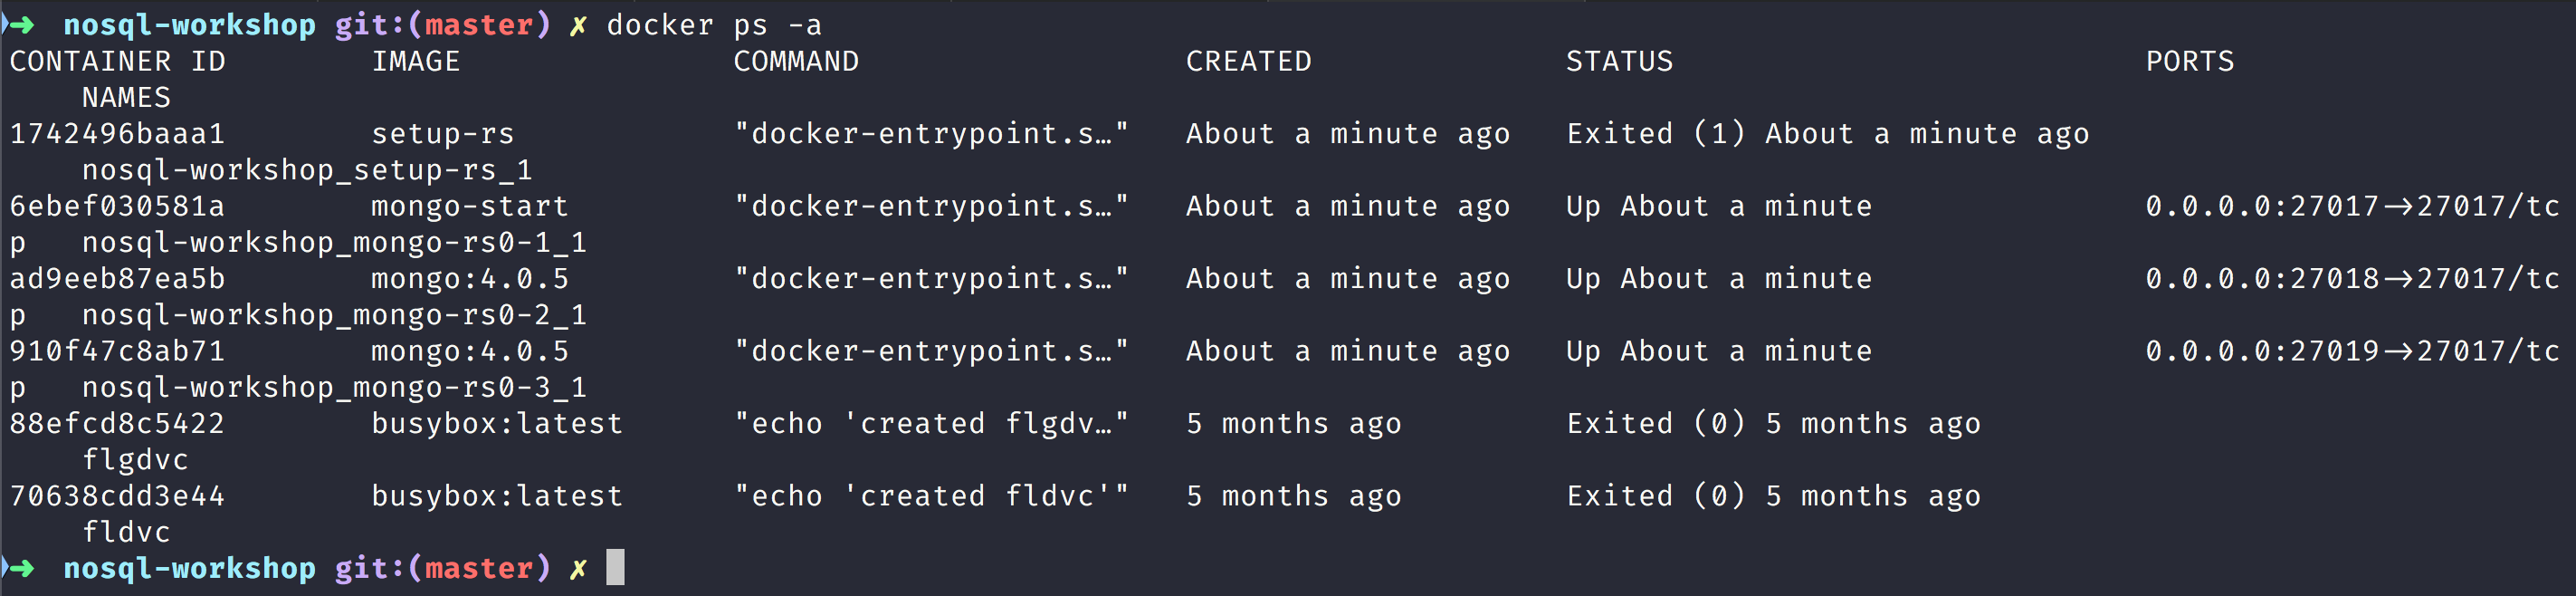 ➜  nosql-workshop git:(master) ✗ docker ps -a
CONTAINER ID        IMAGE               COMMAND                  CREATED              STATUS                          PORTS
    NAMES
1742496baaa1        setup-rs            "docker-entrypoint.s…"   About a minute ago   Exited (1) About a minute ago
    nosql-workshop_setup-rs_1
6ebef030581a        mongo-start         "docker-entrypoint.s…"   About a minute ago   Up About a minute               0.0.0.0:27017->27017/tc
p   nosql-workshop_mongo-rs0-1_1
ad9eeb87ea5b        mongo:4.0.5         "docker-entrypoint.s…"   About a minute ago   Up About a minute               0.0.0.0:27018->27017/tc
p   nosql-workshop_mongo-rs0-2_1
910f47c8ab71        mongo:4.0.5         "docker-entrypoint.s…"   About a minute ago   Up About a minute               0.0.0.0:27019->27017/tc
p   nosql-workshop_mongo-rs0-3_1
88efcd8c5422        busybox:latest      "echo 'created flgdv…"   5 months ago         Exited (0) 5 months ago
    flgdvc
70638cdd3e44        busybox:latest      "echo 'created fldvc'"   5 months ago         Exited (0) 5 months ago
    fldvc
➜  nosql-workshop git:(master) ✗